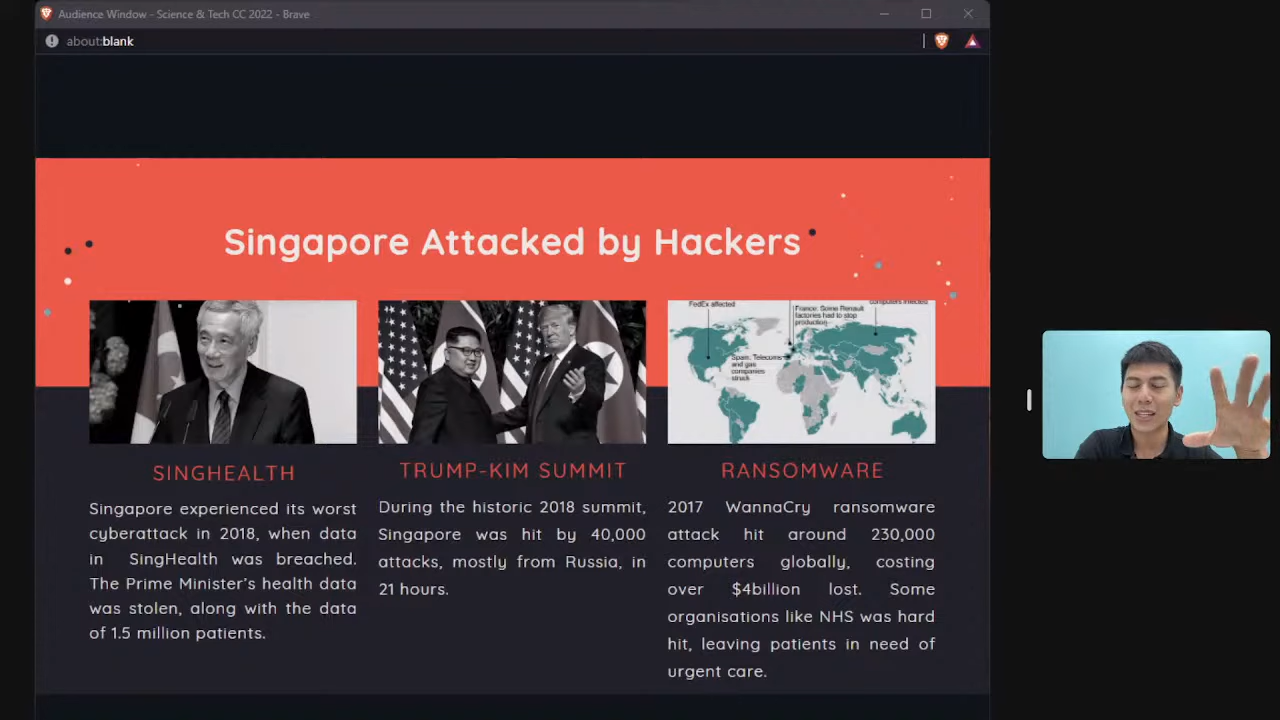 Audience Window - Science & Tech CC 2022 - Brave
about:blank
Singapore Attacked by Hackers
FedEx affected
France: Some Renault
factories had to stop
production
computers infected
Spain: Telecoms
and gas
companies
struck
SINGHEALTH
Singapore experienced its worst
cyberattack in 2018, when data
in SingHealth was breached.
The Prime Minister's health data
was stolen, along with the data
of 1.5 million patients.
TRUMP-KIM SUMMIT
During the historic 2018 summit,
Singapore was hit by 40,000
attacks, mostly from Russia, in
21 hours.
RANSOMWARE
2017 WannaCry ransomware
attack hit around 230,000
computers globally, costing
over $4billion lost. Some
organisations like NHS was hard
hit, leaving patients in need of
urgent care.